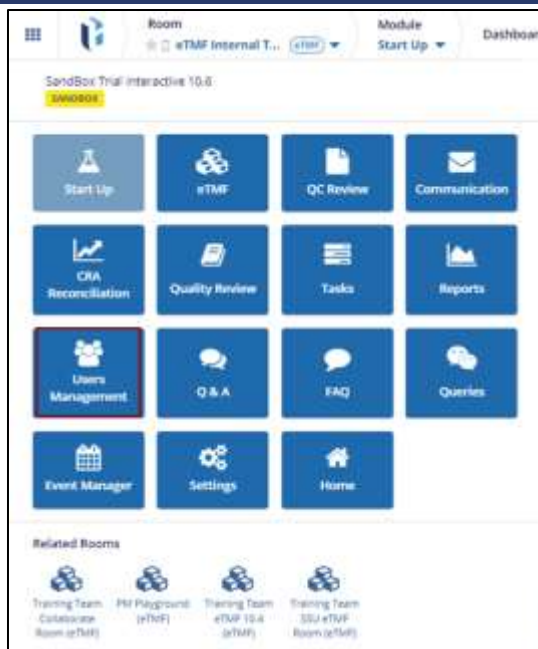 Room
Module
eTMF Internal T... eTMF
Start Up
Dashboar
SandBox Trial Interactive 10.6
SANDBOX
Start Up
eTMF
QC Review
Communication
CRA
Reconciliation
Quality Review
Tasks
Reports
Users
Management
Q & A
FAQ
Queries
Event Manager
Settings
Home
Related Rooms
Training Team
Collaborate
Room (eTMF)
PM Playground
(eTMF)
Training Team
eTMF 10.4
(eTMF)
Training Team
SSU eTMF
Room (eTMF)